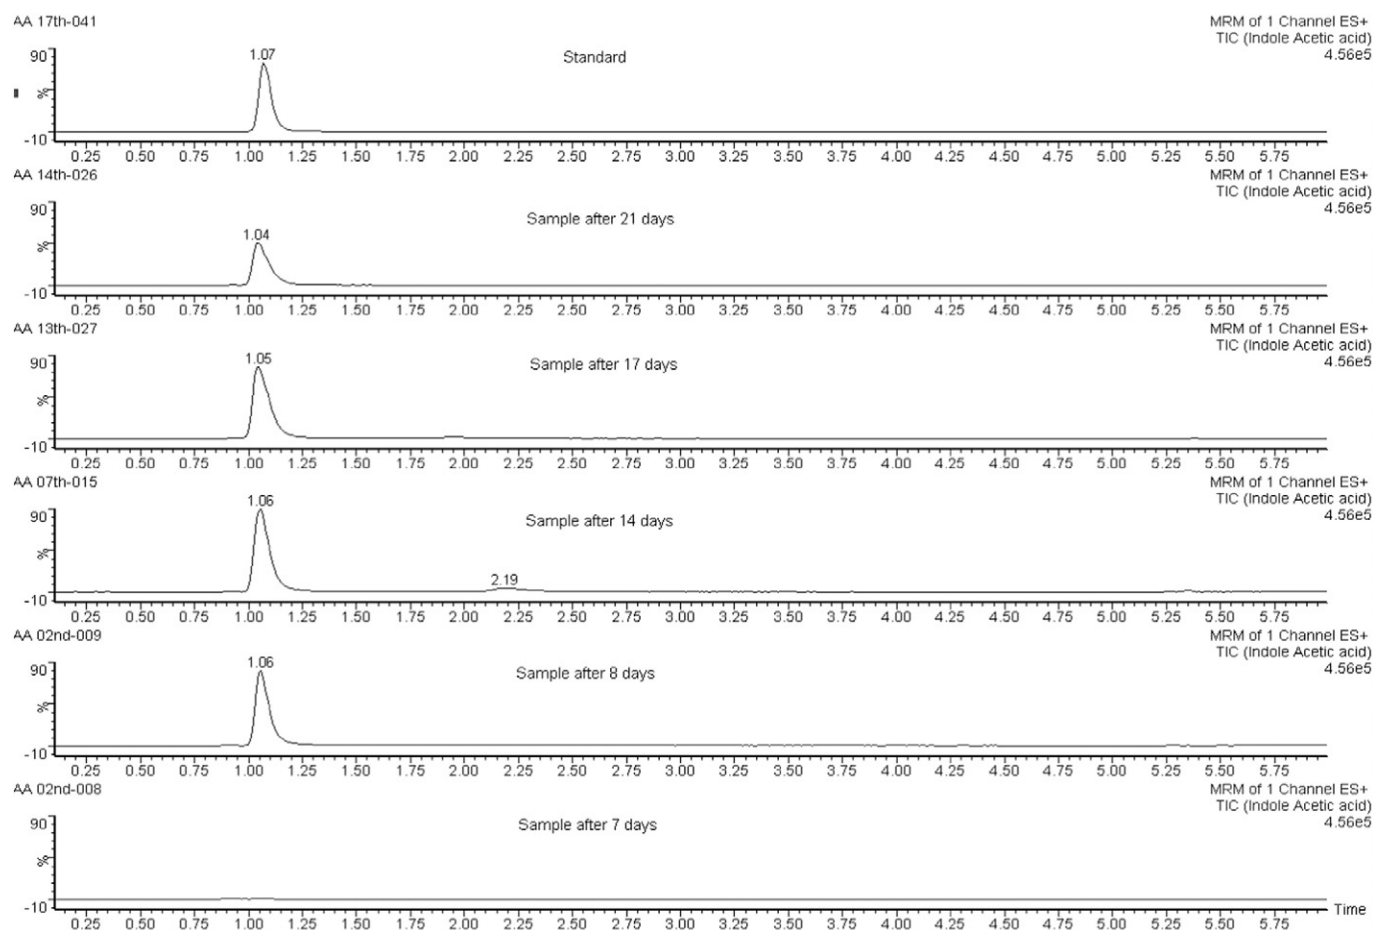 AA 17th-041
MRM of 1 Channel ES+
TIC (Indole Acetic acid)
4.56e5
Standard
90
1.07
%
-10
0.25 0.50 0.75 1.00 1.25 1.50 1.75 2.00 2.25 2.50 2.75 3.00 3.25 3.50 3.75 4.00 4.25 4.50 4.75 5.00 5.25 5.50 5.75
AA 14th-026
MRM of 1 Channel ES+
TIC (Indole Acetic acid)
4.56e5
Sample after 21 days
90
1.04
%
-10
0.25 0.50 0.75 1.00 1.25 1.50 1.75 2.00 2.25 2.50 2.75 3.00 3.25 3.50 3.75 4.00 4.25 4.50 4.75 5.00 5.25 5.50 5.75
AA 13th-027
MRM of 1 Channel ES+
TIC (Indole Acetic acid)
4.56e5
Sample after 17 days
90
1.05
%
-10
0.25 0.50 0.75 1.00 1.25 1.50 1.75 2.00 2.25 2.50 2.75 3.00 3.25 3.50 3.75 4.00 4.25 4.50 4.75 5.00 5.25 5.50 5.75
AA 07th-015
MRM of 1 Channel ES+
TIC (Indole Acetic acid)
4.56e5
Sample after 14 days
90
1.06
%
2.19
-10
0.25 0.50 0.75 1.00 1.25 1.50 1.75 2.00 2.25 2.50 2.75 3.00 3.25 3.50 3.75 4.00 4.25 4.50 4.75 5.00 5.25 5.50 5.75
AA 02nd-009
MRM of 1 Channel ES+
TIC (Indole Acetic acid)
4.56e5
Sample after 8 days
90
1.06
%
-10
0.25 0.50 0.75 1.00 1.25 1.50 1.75 2.00 2.25 2.50 2.75 3.00 3.25 3.50 3.75 4.00 4.25 4.50 4.75 5.00 5.25 5.50 5.75
AA 02nd-008
MRM of 1 Channel ES+
TIC (Indole Acetic acid)
4.56e5
Sample after 7 days
90
%
-10
Time
0.25 0.50 0.75 1.00 1.25 1.50 1.75 2.00 2.25 2.50 2.75 3.00 3.25 3.50 3.75 4.00 4.25 4.50 4.75 5.00 5.25 5.50 5.75